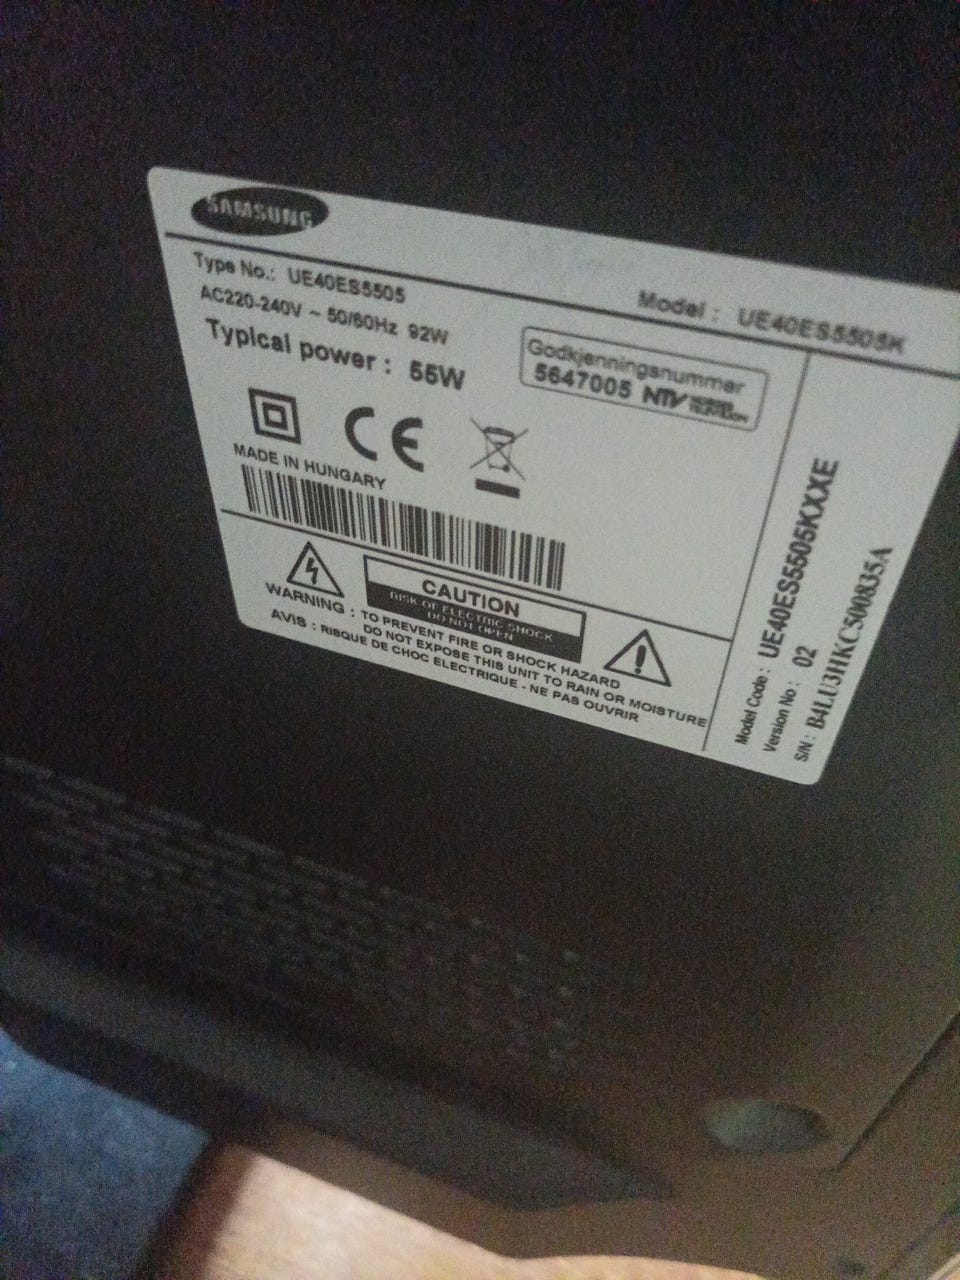 SAMSUNG
Type No.: UE40ES5505
Model : UE40ES5505K
AC220-240V ~ 50/60Hz 92W
Typical power : 55W
Godkjenningsnummer
5647005 NTV
CE
MADE IN HUNGARY
CAUTION
RISK OF ELECTRIC SHOCK
DO NOT OPEN
WARNING : TO PREVENT FIRE OR SHOCK HAZARD
DO NOT EXPOSE THIS UNIT TO RAIN OR MOISTURE
AVIS : RISQUE DE CHOC ELECTRIQUE - NE PAS OUVRIR
Model Code : UE40ES5505KXXE
Version No : 02
S/N : B4LU3HKC500835A